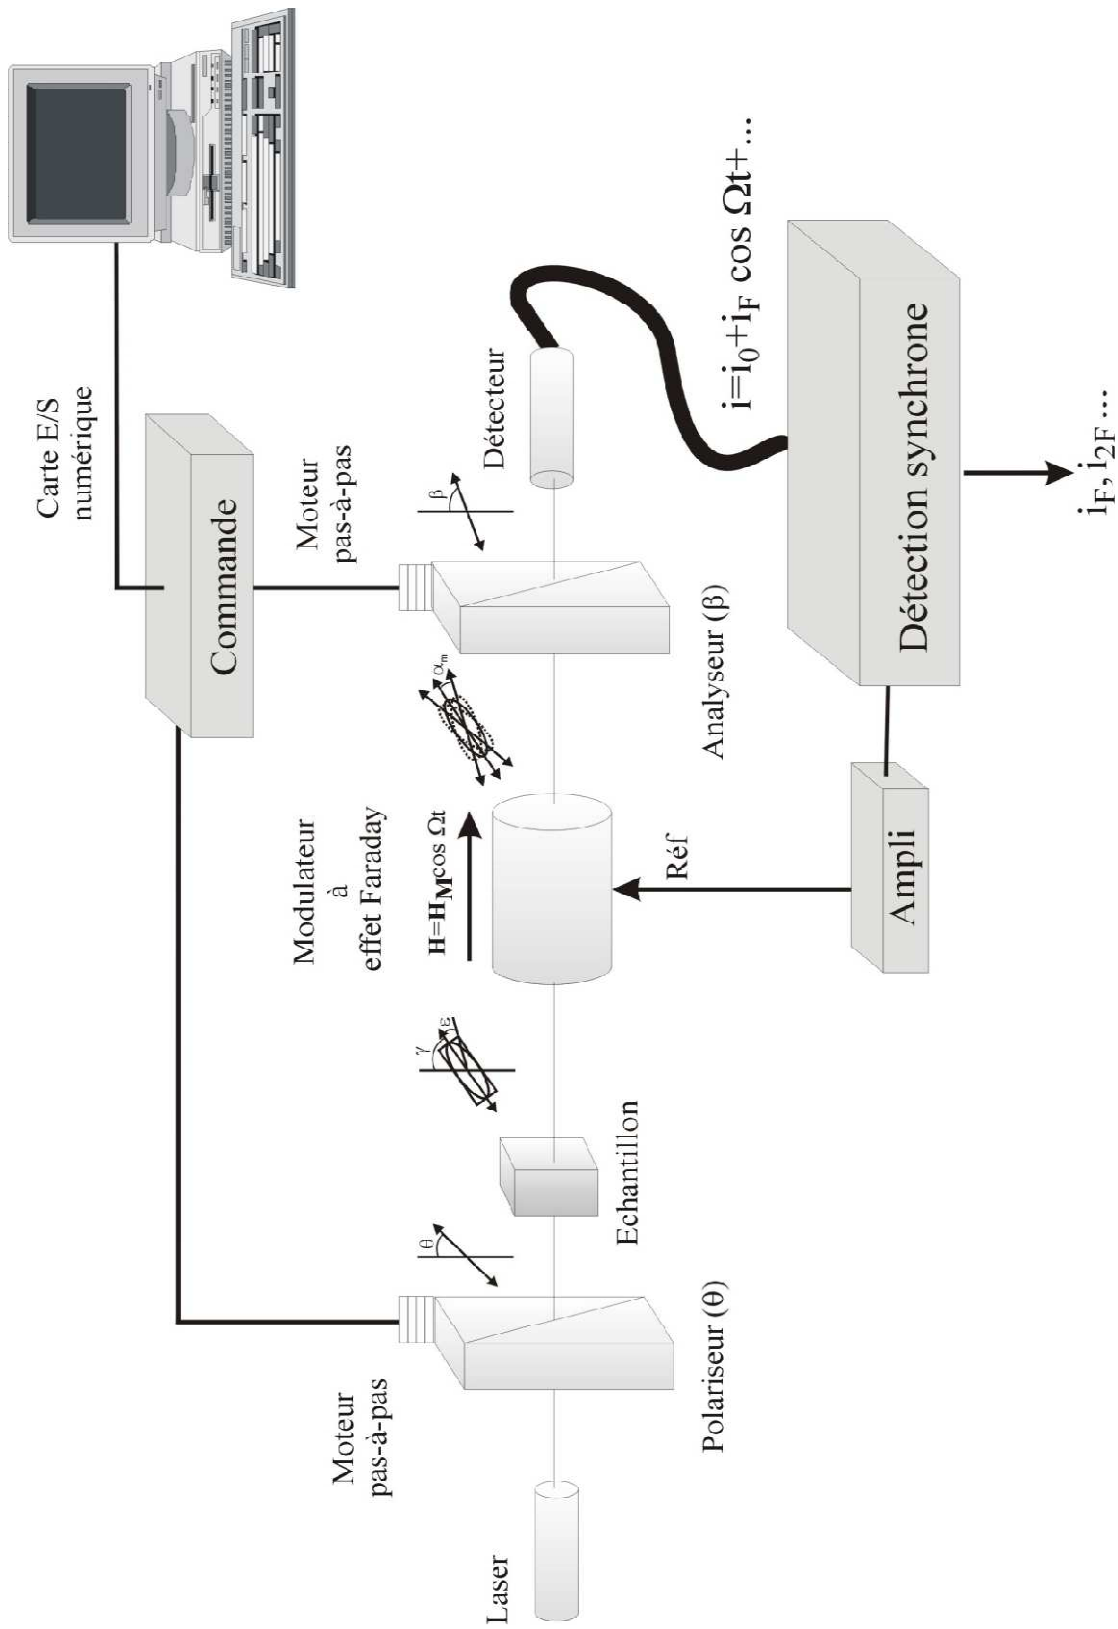 Carte E/S
numérique
Commande
Moteur
pas-à-pas
Moteur
pas-à-pas
Modulateur
à
effet Faraday
H=H_M cos Ωt
θ
γ
ε
α_m
β
Laser
Polariseur (θ)
Echantillon
Analyseur (β)
Détecteur
i=i_0+i_F cos Ωt+...
Réf
Ampli
Détection synchrone
i_F, i_2F ...